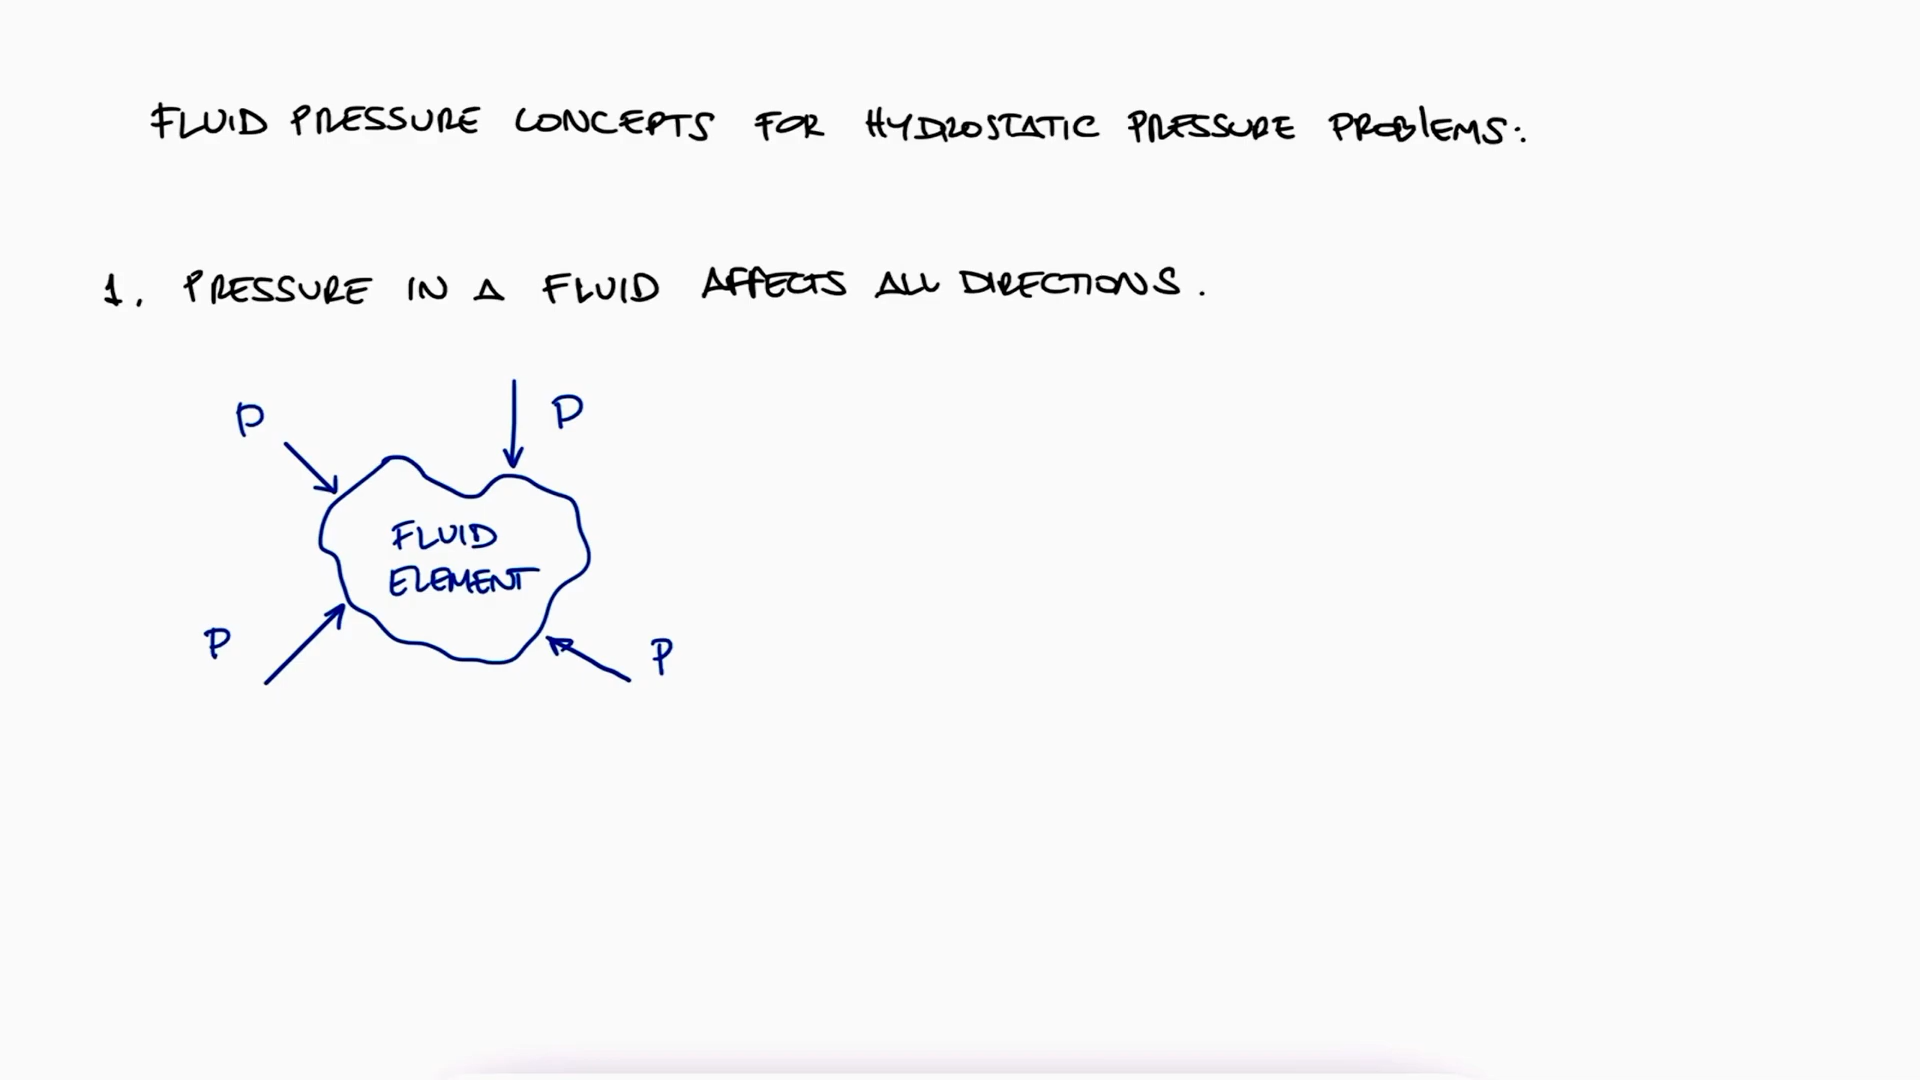 FLUID PRESSURE CONCEPTS FOR HYDROSTATIC PRESSURE PROBlEMS:
1. PRESSURE IN A FLUID AFFECTS ALL DIRECTIONS.
P P
FLUID
ELEMENT
P P